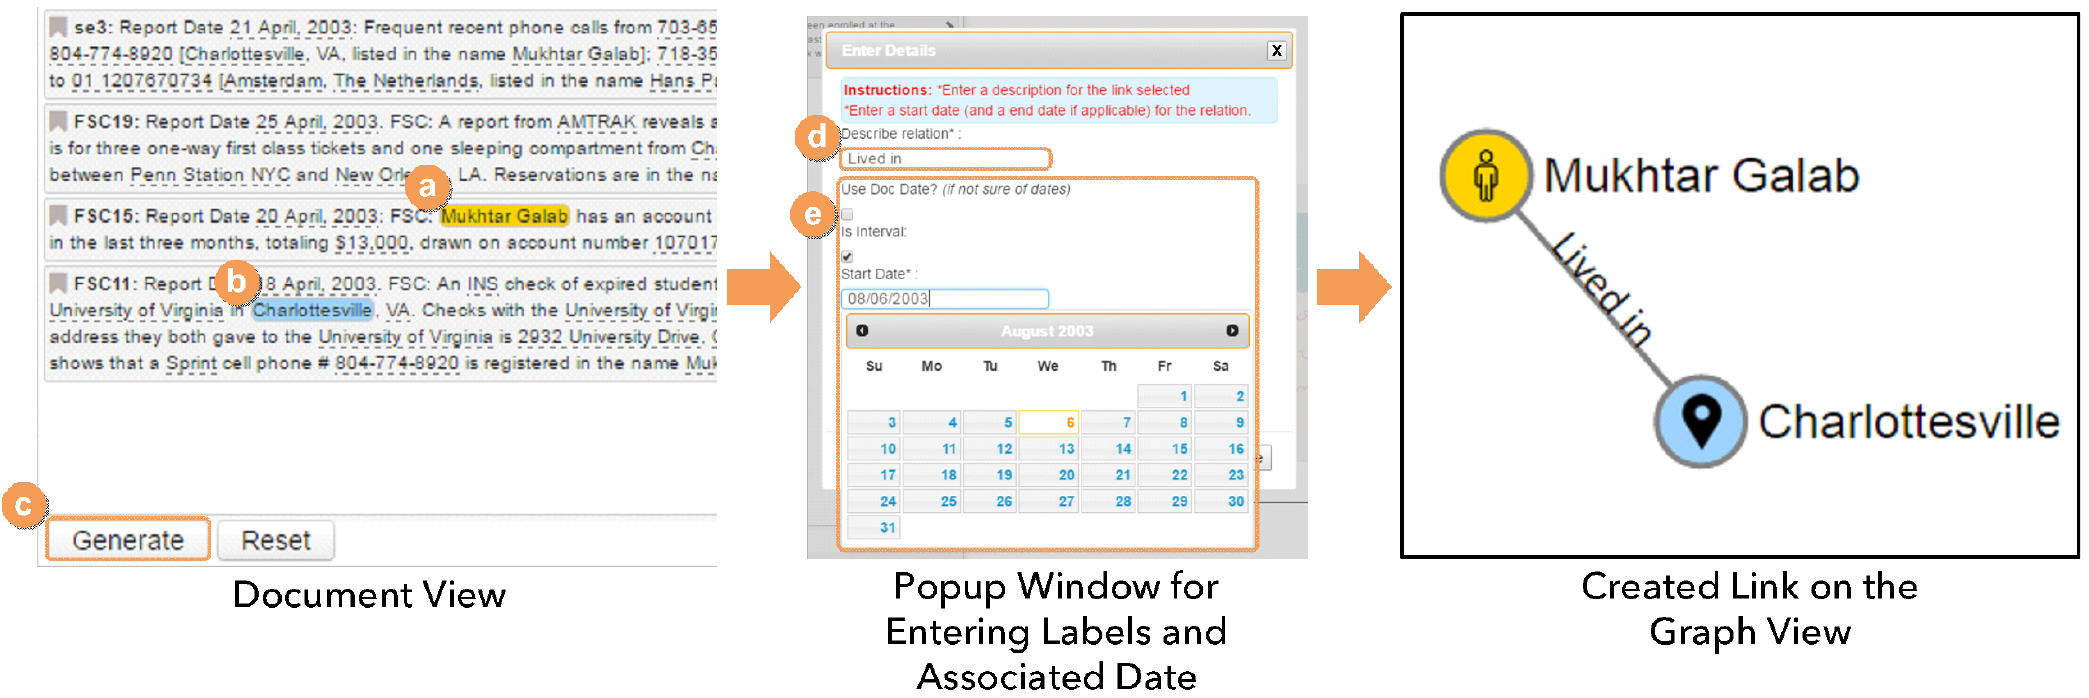 se3: Report Date 21 April, 2003: Frequent recent phone calls from 703-65
804-774-8920 [Charlottesville, VA, listed in the name Mukhtar Galab]; 718-35
to 01 1207670734 [Amsterdam, The Netherlands, listed in the name Hans Pa
FSC19: Report Date 25 April, 2003. FSC: A report from AMTRAK reveals a
is for three one-way first class tickets and one sleeping compartment from Ch
between Penn Station NYC and New Orle LA. Reservations are in the na
a
FSC15: Report Date 20 April, 2003: FSC: Mukhtar Galab has an account
in the last three months, totaling $13,000, drawn on account number 107017
b
FSC11: Report D 8 April, 2003. FSC: An INS check of expired student
University of Virginia in Charlottesville, VA. Checks with the University of Virgi
address they both gave to the University of Virginia is 2932 University Drive, C
shows that a Sprint cell phone # 804-774-8920 is registered in the name Muk
c
Generate Reset
Document View
een enrolled at the
ast
k w
Enter Details X
Instructions: *Enter a description for the link selected
*Enter a start date (and a end date if applicable) for the relation.
d
Describe relation* :
Lived in
e
Use Doc Date? (if not sure of dates)
Is Interval:
Start Date* :
08/06/2003
August 2003
Su Mo Tu We Th Fr Sa
1 2
3 4 5 6 7 8 9
10 11 12 13 14 15 16
17 18 19 20 21 22 23
24 25 26 27 28 29 30
31
e
Popup Window for
Entering Labels and
Associated Date
Mukhtar Galab
Lived in
Charlottesville
Created Link on the
Graph View